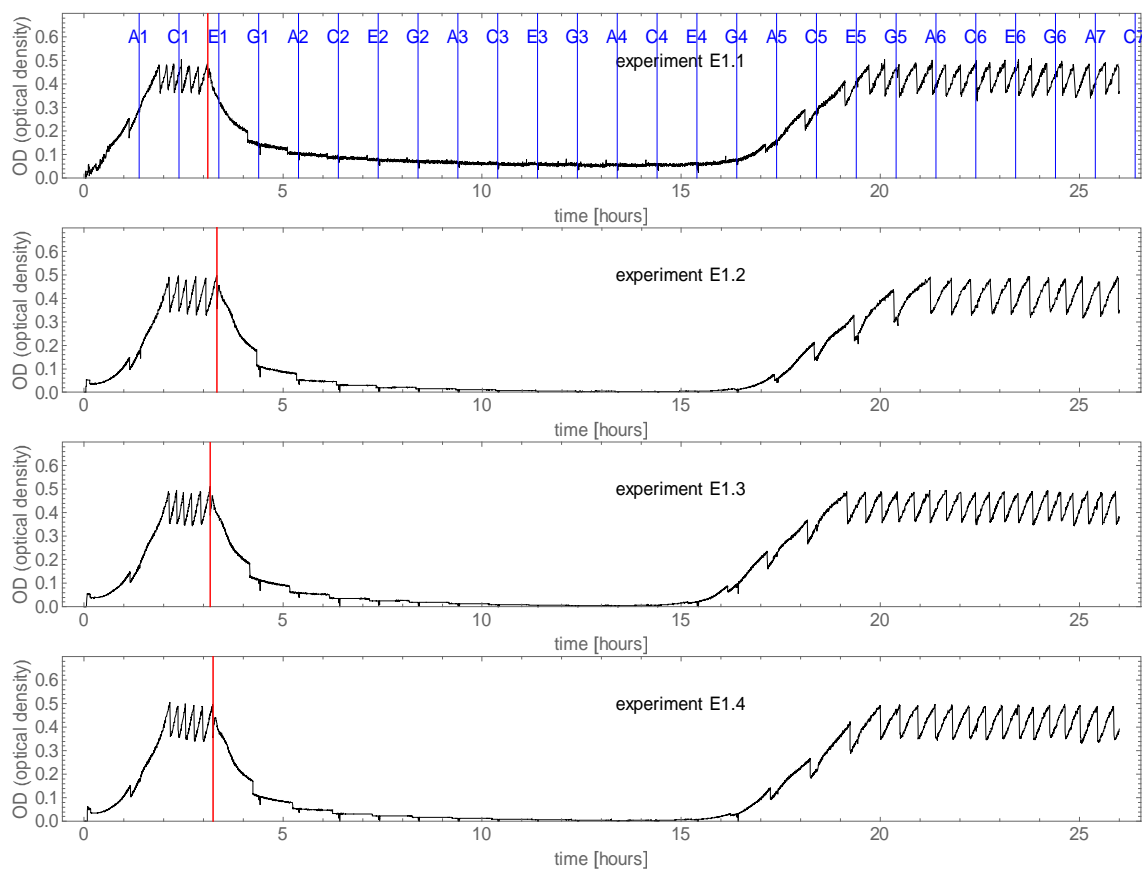 0.6 A1 C1 E1 G1 A2 C2 E2 G2 A3 C3 E3 G3 A4 C4 E4 G4 A5 C5 E5 G5 A6 C6 E6 G6 A7 C7
experiment E1.1
OD (optical density)
0.5
0.4
0.3
0.2
0.1
0.0
0 5 10 15 20 25
time [hours]
OD (optical density)
0.6
0.5 experiment E1.2
0.4
0.3
0.2
0.1
0.0
0 5 10 15 20 25
time [hours]
OD (optical density)
0.6
0.5 experiment E1.3
0.4
0.3
0.2
0.1
0.0
0 5 10 15 20 25
time [hours]
OD (optical density)
0.6
0.5 experiment E1.4
0.4
0.3
0.2
0.1
0.0
0 5 10 15 20 25
time [hours]